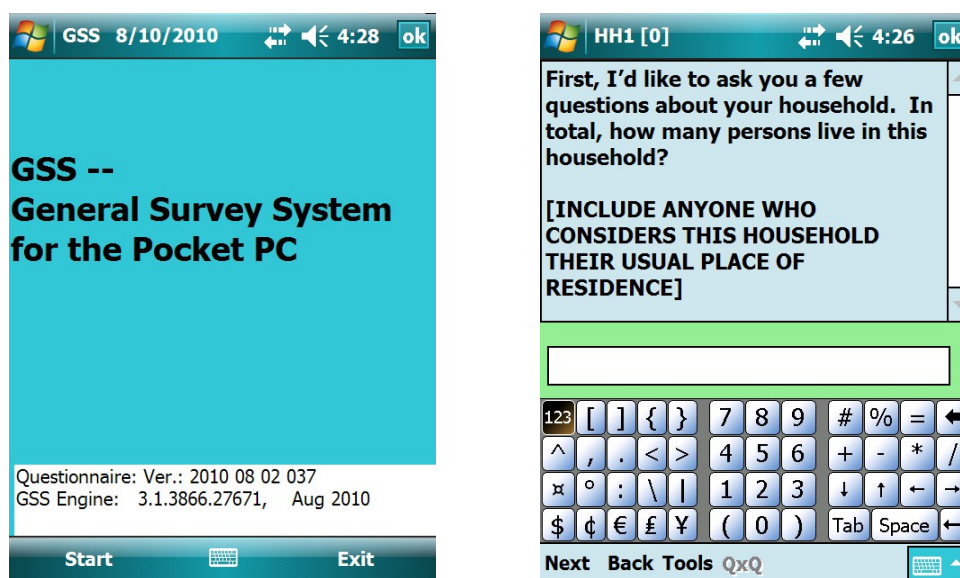 GSS 8/10/2010 4:28 ok
GSS --
General Survey System
for the Pocket PC
Questionnaire: Ver.: 2010 08 02 037
GSS Engine: 3.1.3866.27671, Aug 2010
Start Exit
HH1 [0] 4:26 ok
First, I'd like to ask you a few
questions about your household. In
total, how many persons live in this
household?
[INCLUDE ANYONE WHO
CONSIDERS THIS HOUSEHOLD
THEIR USUAL PLACE OF
RESIDENCE]
123 [ ] { } 7 8 9 # % = ←
^ , . < > 4 5 6 + - * /
¤ ° : \ | 1 2 3 ↓ ↑ ← →
$ ¢ € £ ¥ ( 0 ) Tab Space ↵
Next Back Tools QxQ